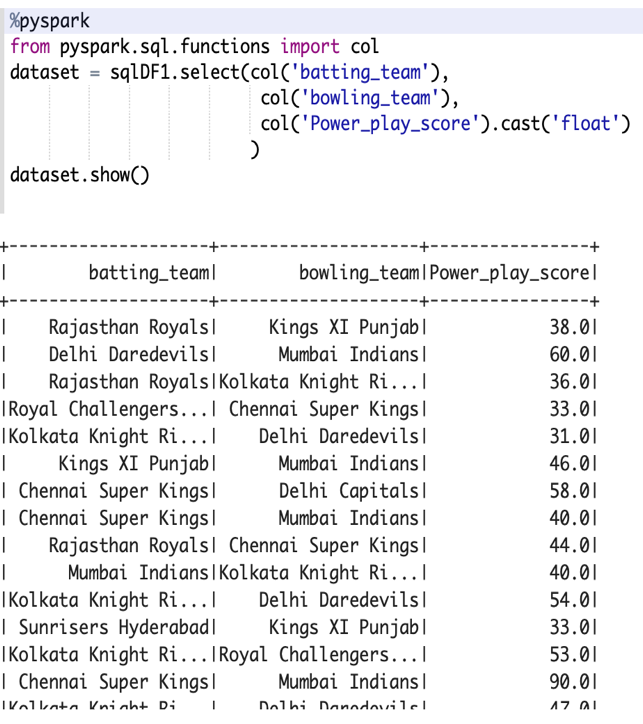 %pyspark
from pyspark.sql.functions import col
dataset = sqlDF1.select(col('batting_team'),
                        col('bowling_team'),
                        col('Power_play_score').cast('float')
                       )
dataset.show()
+--------------------+--------------------+----------------+
|        batting_team|        bowling_team|Power_play_score|
+--------------------+--------------------+----------------+
|    Rajasthan Royals|     Kings XI Punjab|            38.0|
|    Delhi Daredevils|      Mumbai Indians|            60.0|
|    Rajasthan Royals|Kolkata Knight Ri...|            36.0|
|Royal Challengers...| Chennai Super Kings|            33.0|
|Kolkata Knight Ri...|    Delhi Daredevils|            31.0|
|     Kings XI Punjab|      Mumbai Indians|            46.0|
| Chennai Super Kings|      Delhi Capitals|            58.0|
| Chennai Super Kings|      Mumbai Indians|            40.0|
|    Rajasthan Royals| Chennai Super Kings|            44.0|
|      Mumbai Indians|Kolkata Knight Ri...|            40.0|
|Kolkata Knight Ri...|    Delhi Daredevils|            54.0|
| Sunrisers Hyderabad|     Kings XI Punjab|            33.0|
|Kolkata Knight Ri...|Royal Challengers...|            53.0|
| Chennai Super Kings|      Mumbai Indians|            90.0|
|Kolkata Knight Ri...|    Delhi Daredevils|            47.0|